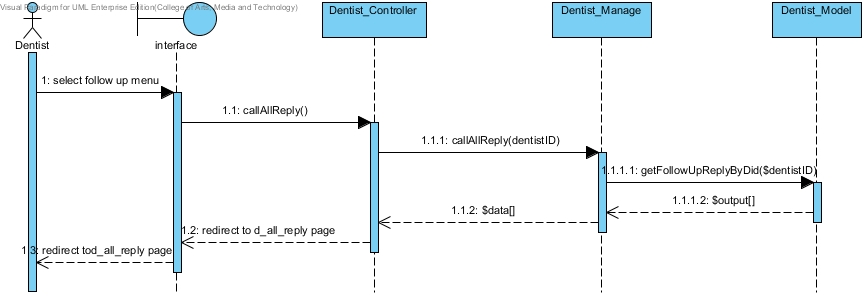 Visual Paradigm for UML Enterprise Edition(College of Arts, Media and Technology)
Dentist_Controller
Dentist_Manage
Dentist_Model
Dentist
interface
1: select follow up menu
1.1: callAllReply()
1.1.1: callAllReply(dentistID)
1.1.1.1: getFollowUpReplyByDid($dentistID)
1.1.1.2: $output[]
1.1.2: $data[]
1.2: redirect to d_all_reply page
1.3: redirect tod_all_reply page